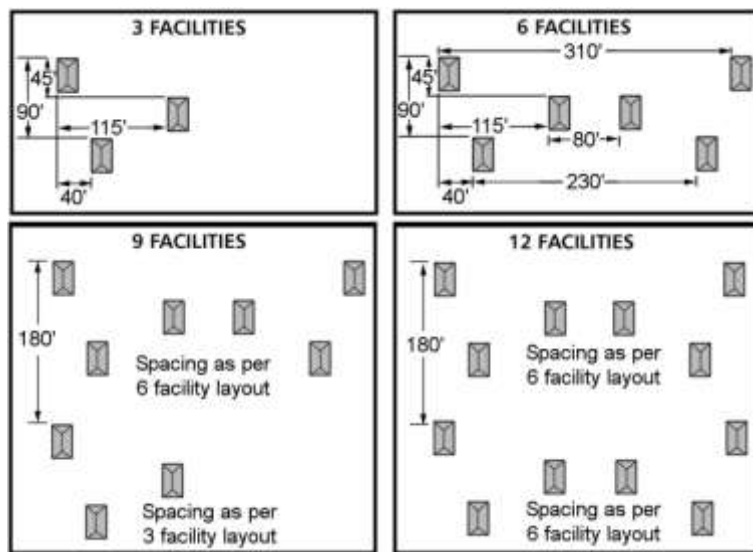 3 FACILITIES
45'
90'
115'
40'
6 FACILITIES
310'
45'
90'
115'
80'
230'
40'
9 FACILITIES
180'
Spacing as per
6 facility layout
Spacing as per
3 facility layout
12 FACILITIES
180'
Spacing as per
6 facility layout
Spacing as per
6 facility layout